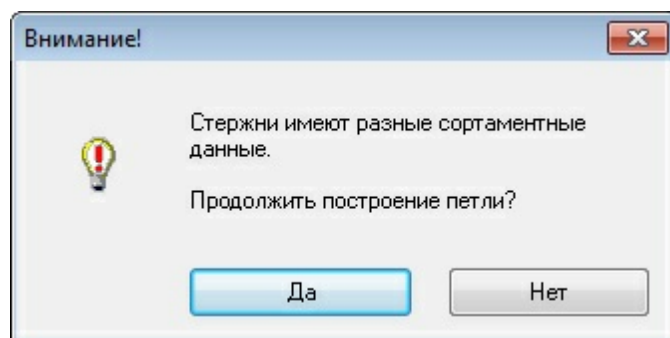 Внимание!
Стержни имеют разные сортаментные
данные.
Продолжить построение петли?
Да
Нет